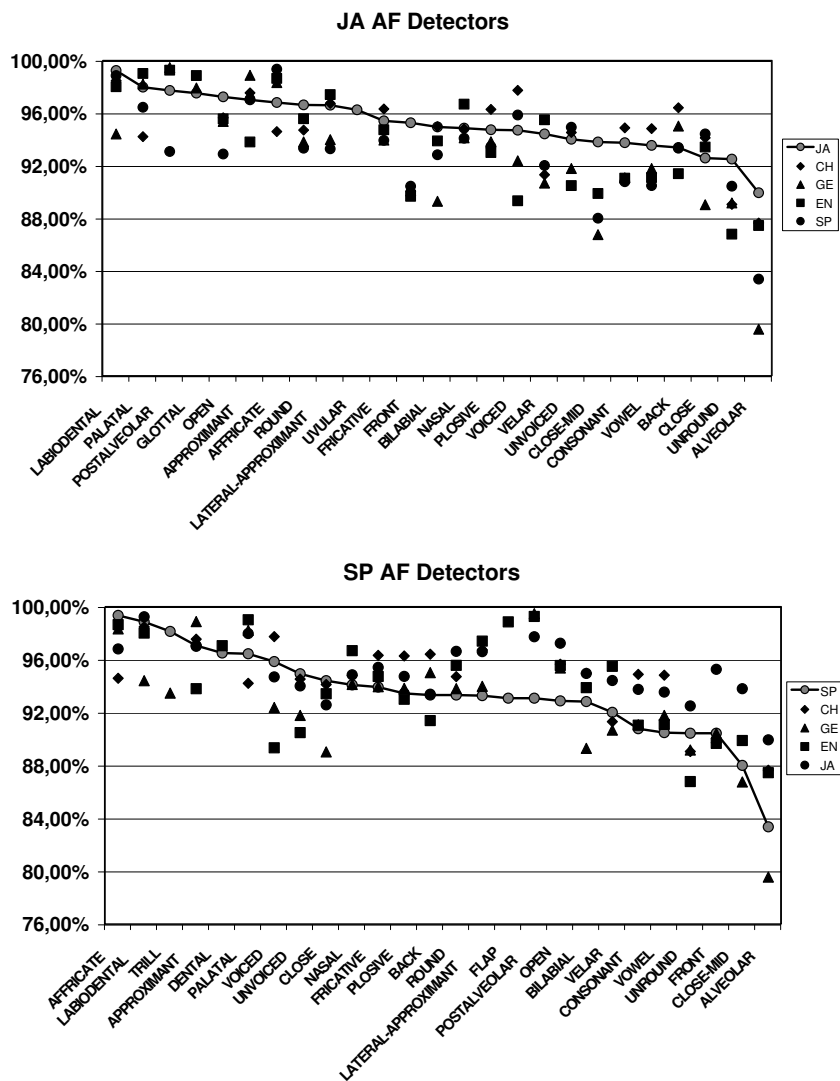 JA AF Detectors
100,00%
96,00%
92,00%
88,00%
84,00%
80,00%
76,00%
JA
CH
GE
EN
SP
LABIODENTAL
PALATAL
POSTALVEOLAR
GLOTTAL
OPEN
APPROXIMANT
AFFRICATE
ROUND
LATERAL-APPROXIMANT
UVULAR
FRICATIVE
FRONT
BILABIAL
NASAL
PLOSIVE
VOICED
VELAR
UNVOICED
CLOSE-MID
CONSONANT
VOWEL
BACK
CLOSE
UNROUND
ALVEOLAR
SP AF Detectors
100,00%
96,00%
92,00%
88,00%
84,00%
80,00%
76,00%
SP
CH
GE
EN
JA
AFFRICATE
LABIODENTAL
TRILL
APPROXIMANT
DENTAL
PALATAL
VOICED
UNVOICED
CLOSE
NASAL
FRICATIVE
PLOSIVE
BACK
ROUND
LATERAL-APPROXIMANT
FLAP
POSTALVEOLAR
OPEN
BILABIAL
VELAR
CONSONANT
VOWEL
UNROUND
FRONT
CLOSE-MID
ALVEOLAR